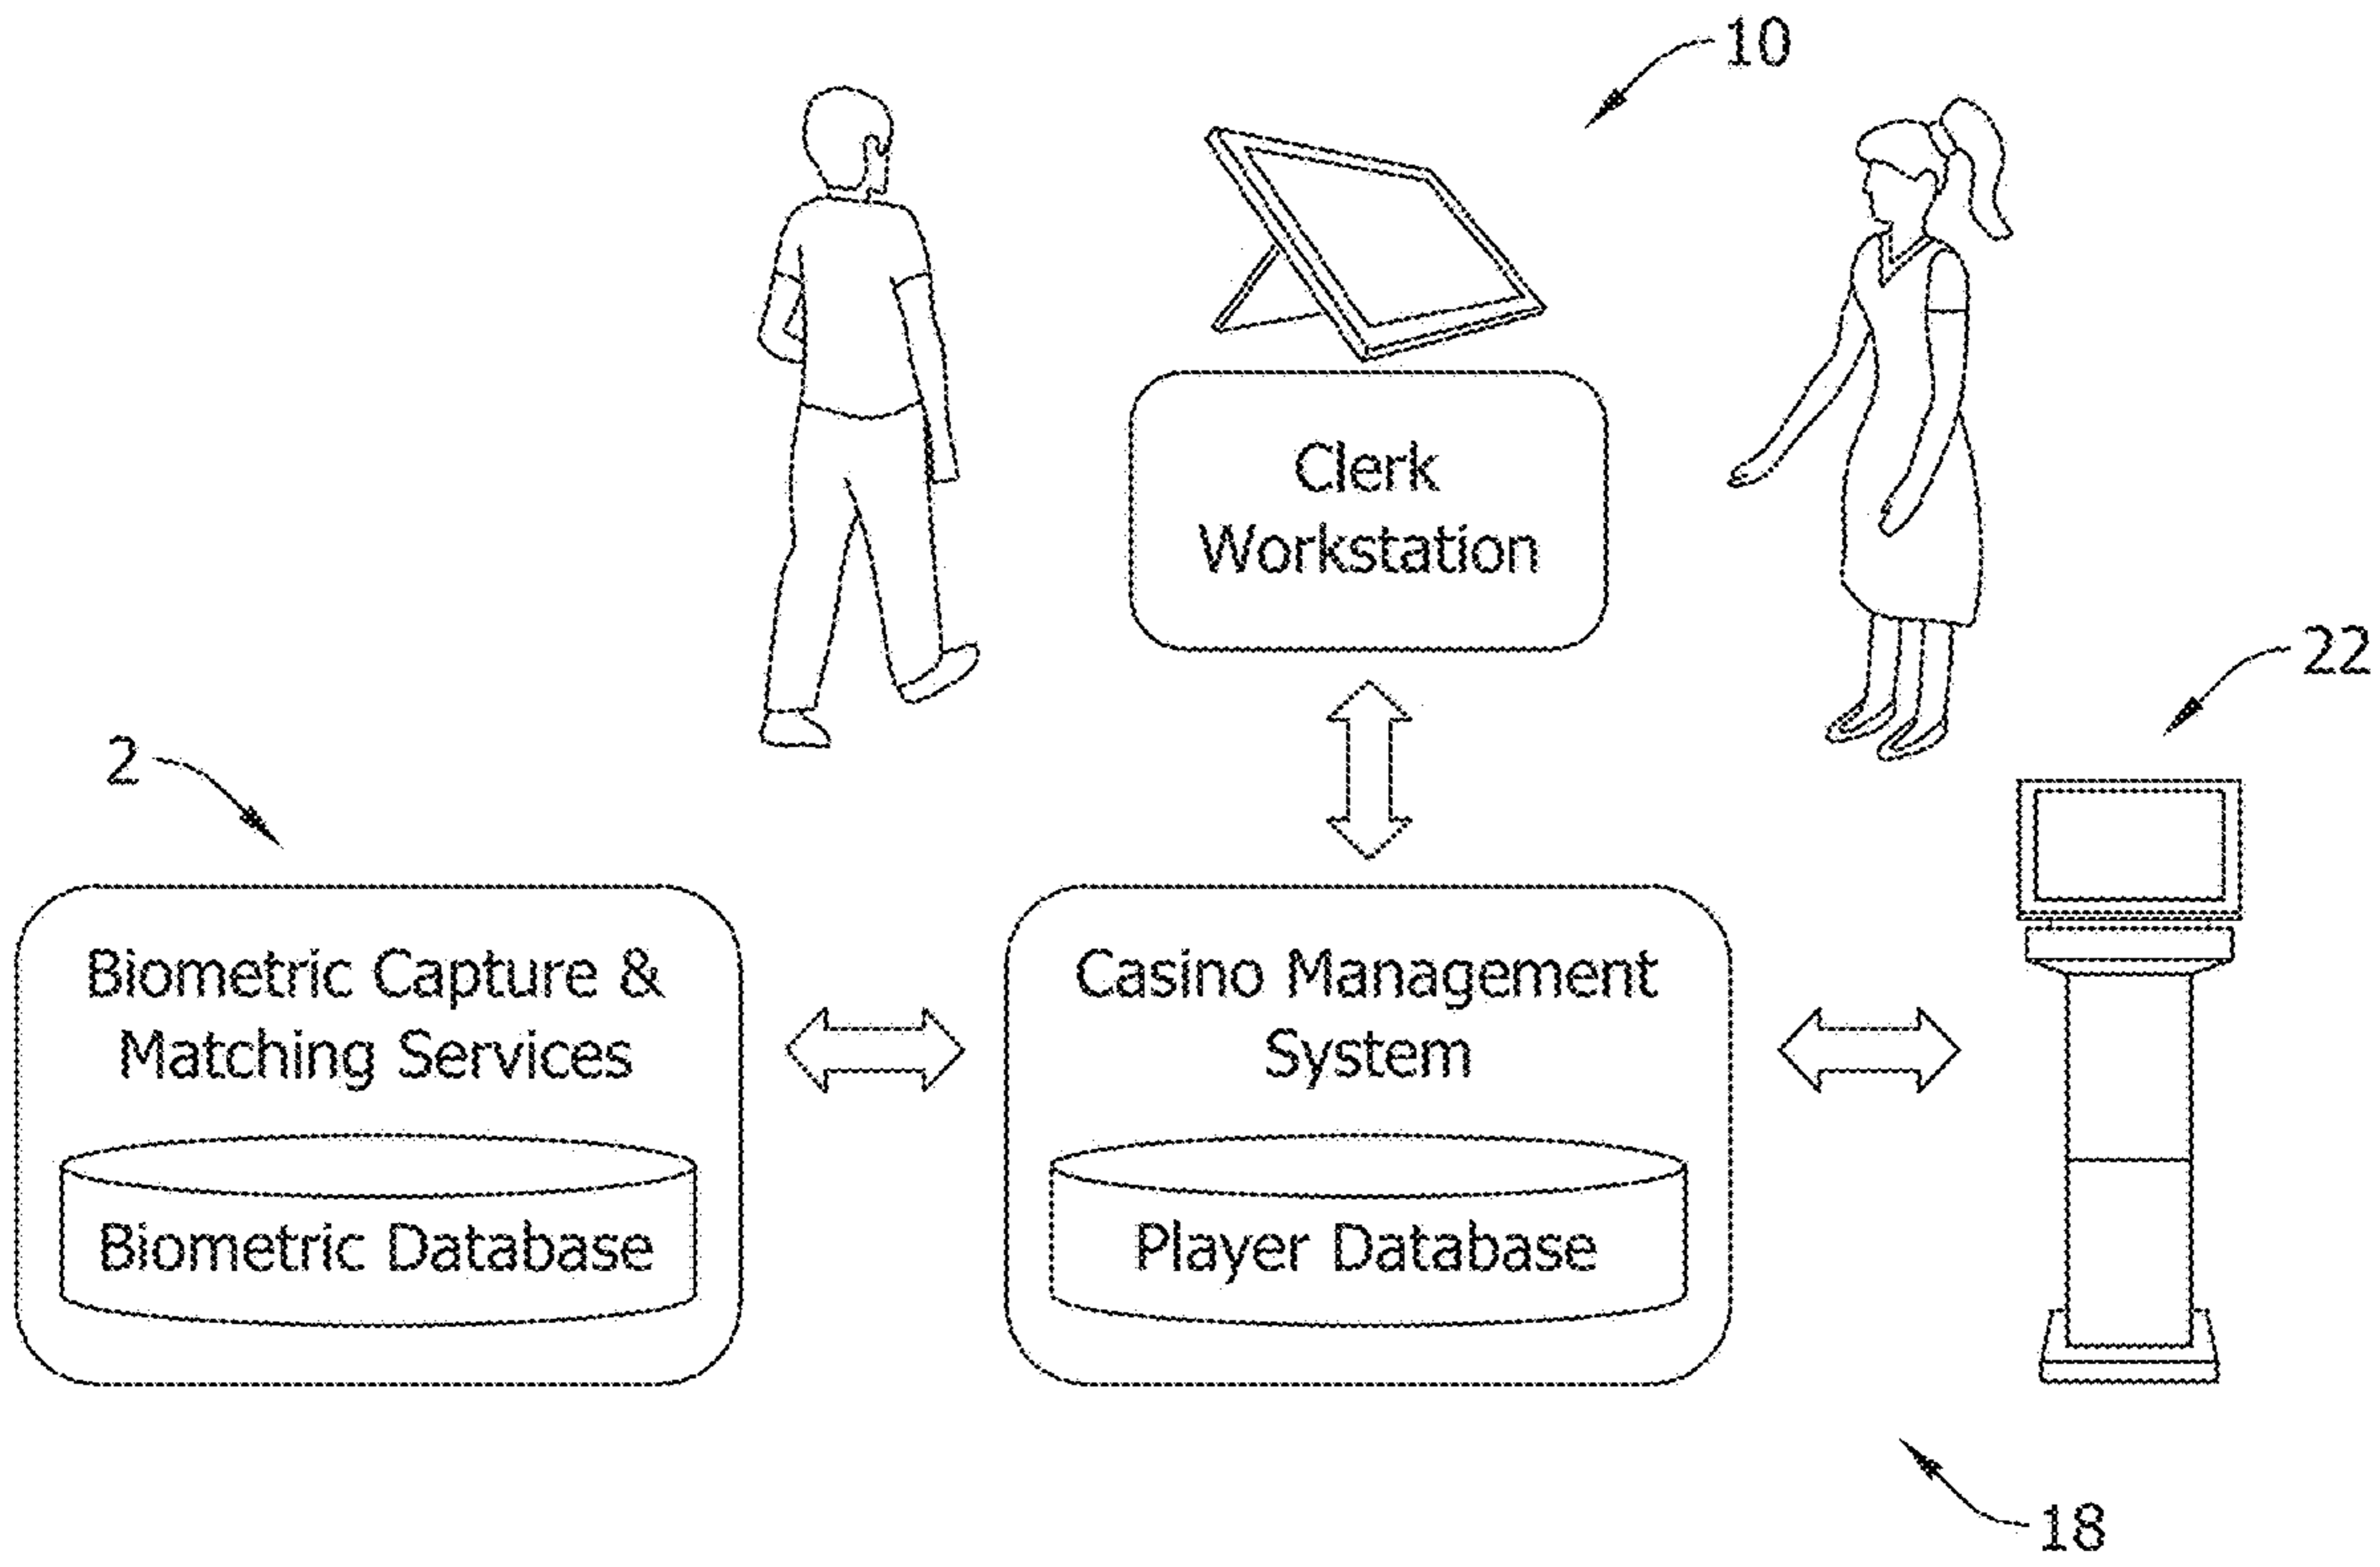 10
Clerk
Workstation
22
2
Biometric Capture &
Matching Services
Biometric Database
Casino Management
System
Player Database
18